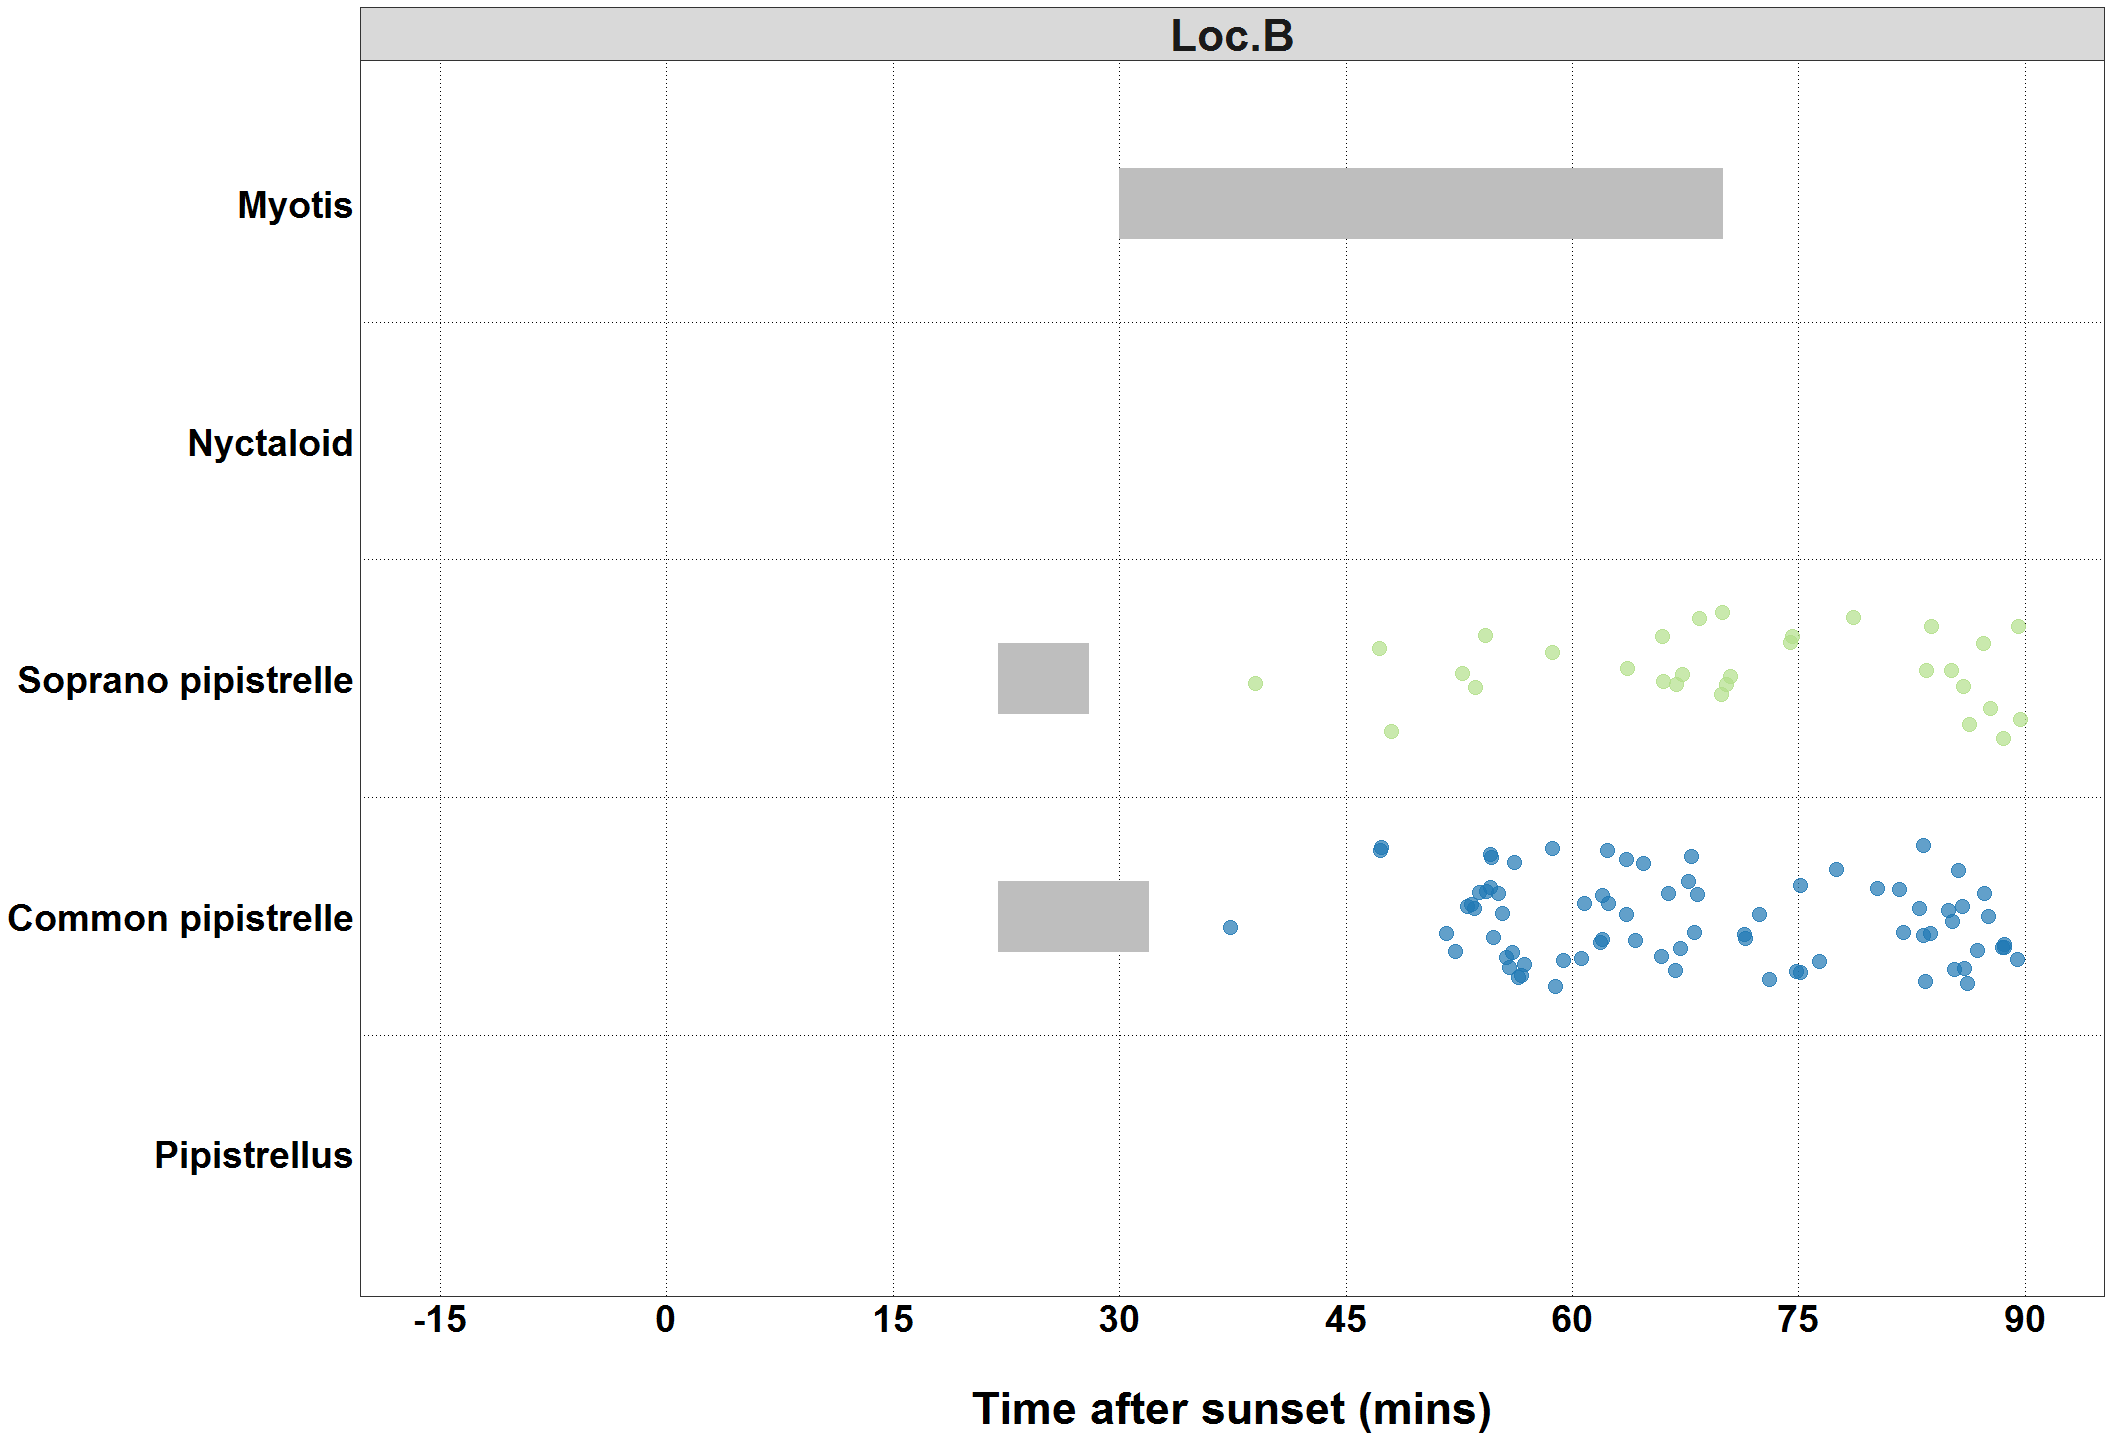 Loc.B
Myotis
Nyctaloid
Soprano pipistrelle
Common pipistrelle
Pipistrellus
-15 0 15 30 45 60 75 90
Time after sunset (mins)